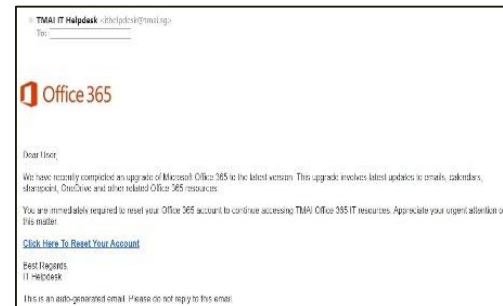 TMAI IT Helpdesk <ithelpdesk@tmai.sg>
To:
Office 365
Dear User,
We have recently completed an upgrade of Microsoft Office 365 to the latest version. This upgrade involves latest updates to emails, calendars,
sharepoint, OneDrive and other related Office 365 resources.
You are immediately required to reset your Office 365 account to continue accessing TMAI Office 365 IT resources. Appreciate your urgent attention o
this matter.
Click Here To Reset Your Account
Best Regards,
IT Helpdesk
This is an auto-generated email. Please do not reply to this email.